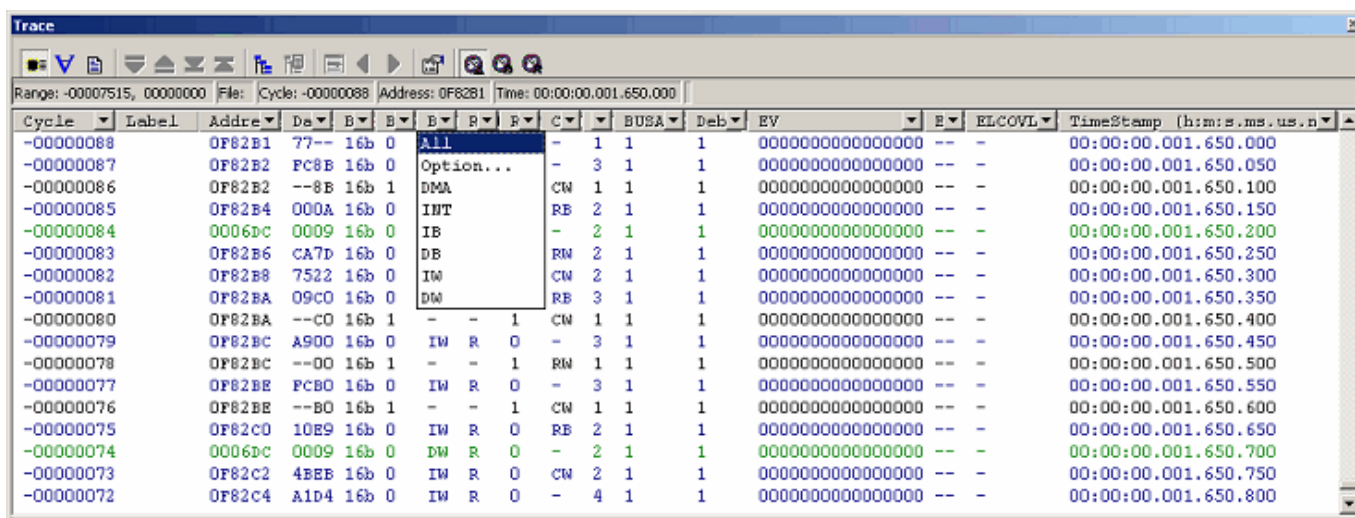 Trace
Range: -00007515, 00000000 File: Cycle: -00000088 Address: 0F82B1 Time: 00:00:00.001.650.000
Cycle Label Addre Da B B B R R C BUSA Deb EV E ELCOVL TimeStamp (h:m:s.ms.us.n
-00000088 0F82B1 77-- 16b 0 All - 1 1 1 0000000000000000 -- - 00:00:00.001.650.000
-00000087 0F82B2 FC8B 16b 0 Option... - 3 1 1 0000000000000000 -- - 00:00:00.001.650.050
-00000086 0F82B2 --8B 16b 1 DMA CW 1 1 1 0000000000000000 -- - 00:00:00.001.650.100
-00000085 0F82B4 000A 16b 0 INT RB 2 1 1 0000000000000000 -- - 00:00:00.001.650.150
-00000084 0006DC 0009 16b 0 IB - 2 1 1 0000000000000000 -- - 00:00:00.001.650.200
-00000083 0F82B6 CA7D 16b 0 DB RW 2 1 1 0000000000000000 -- - 00:00:00.001.650.250
-00000082 0F82B8 7522 16b 0 IW CW 2 1 1 0000000000000000 -- - 00:00:00.001.650.300
-00000081 0F82BA 09C0 16b 0 DW RB 3 1 1 0000000000000000 -- - 00:00:00.001.650.350
-00000080 0F82BA --C0 16b 1 - - 1 CW 1 1 1 0000000000000000 -- - 00:00:00.001.650.400
-00000079 0F82BC A900 16b 0 IW R 0 - 3 1 1 0000000000000000 -- - 00:00:00.001.650.450
-00000078 0F82BC --00 16b 1 - - 1 RW 1 1 1 0000000000000000 -- - 00:00:00.001.650.500
-00000077 0F82BE FCB0 16b 0 IW R 0 - 3 1 1 0000000000000000 -- - 00:00:00.001.650.550
-00000076 0F82BE --B0 16b 1 - - 1 CW 1 1 1 0000000000000000 -- - 00:00:00.001.650.600
-00000075 0F82C0 10E9 16b 0 IW R 0 RB 2 1 1 0000000000000000 -- - 00:00:00.001.650.650
-00000074 0006DC 0009 16b 0 DW R 0 - 2 1 1 0000000000000000 -- - 00:00:00.001.650.700
-00000073 0F82C2 4BEB 16b 0 IW R 0 CW 2 1 1 0000000000000000 -- - 00:00:00.001.650.750
-00000072 0F82C4 A1D4 16b 0 IW R 0 - 4 1 1 0000000000000000 -- - 00:00:00.001.650.800